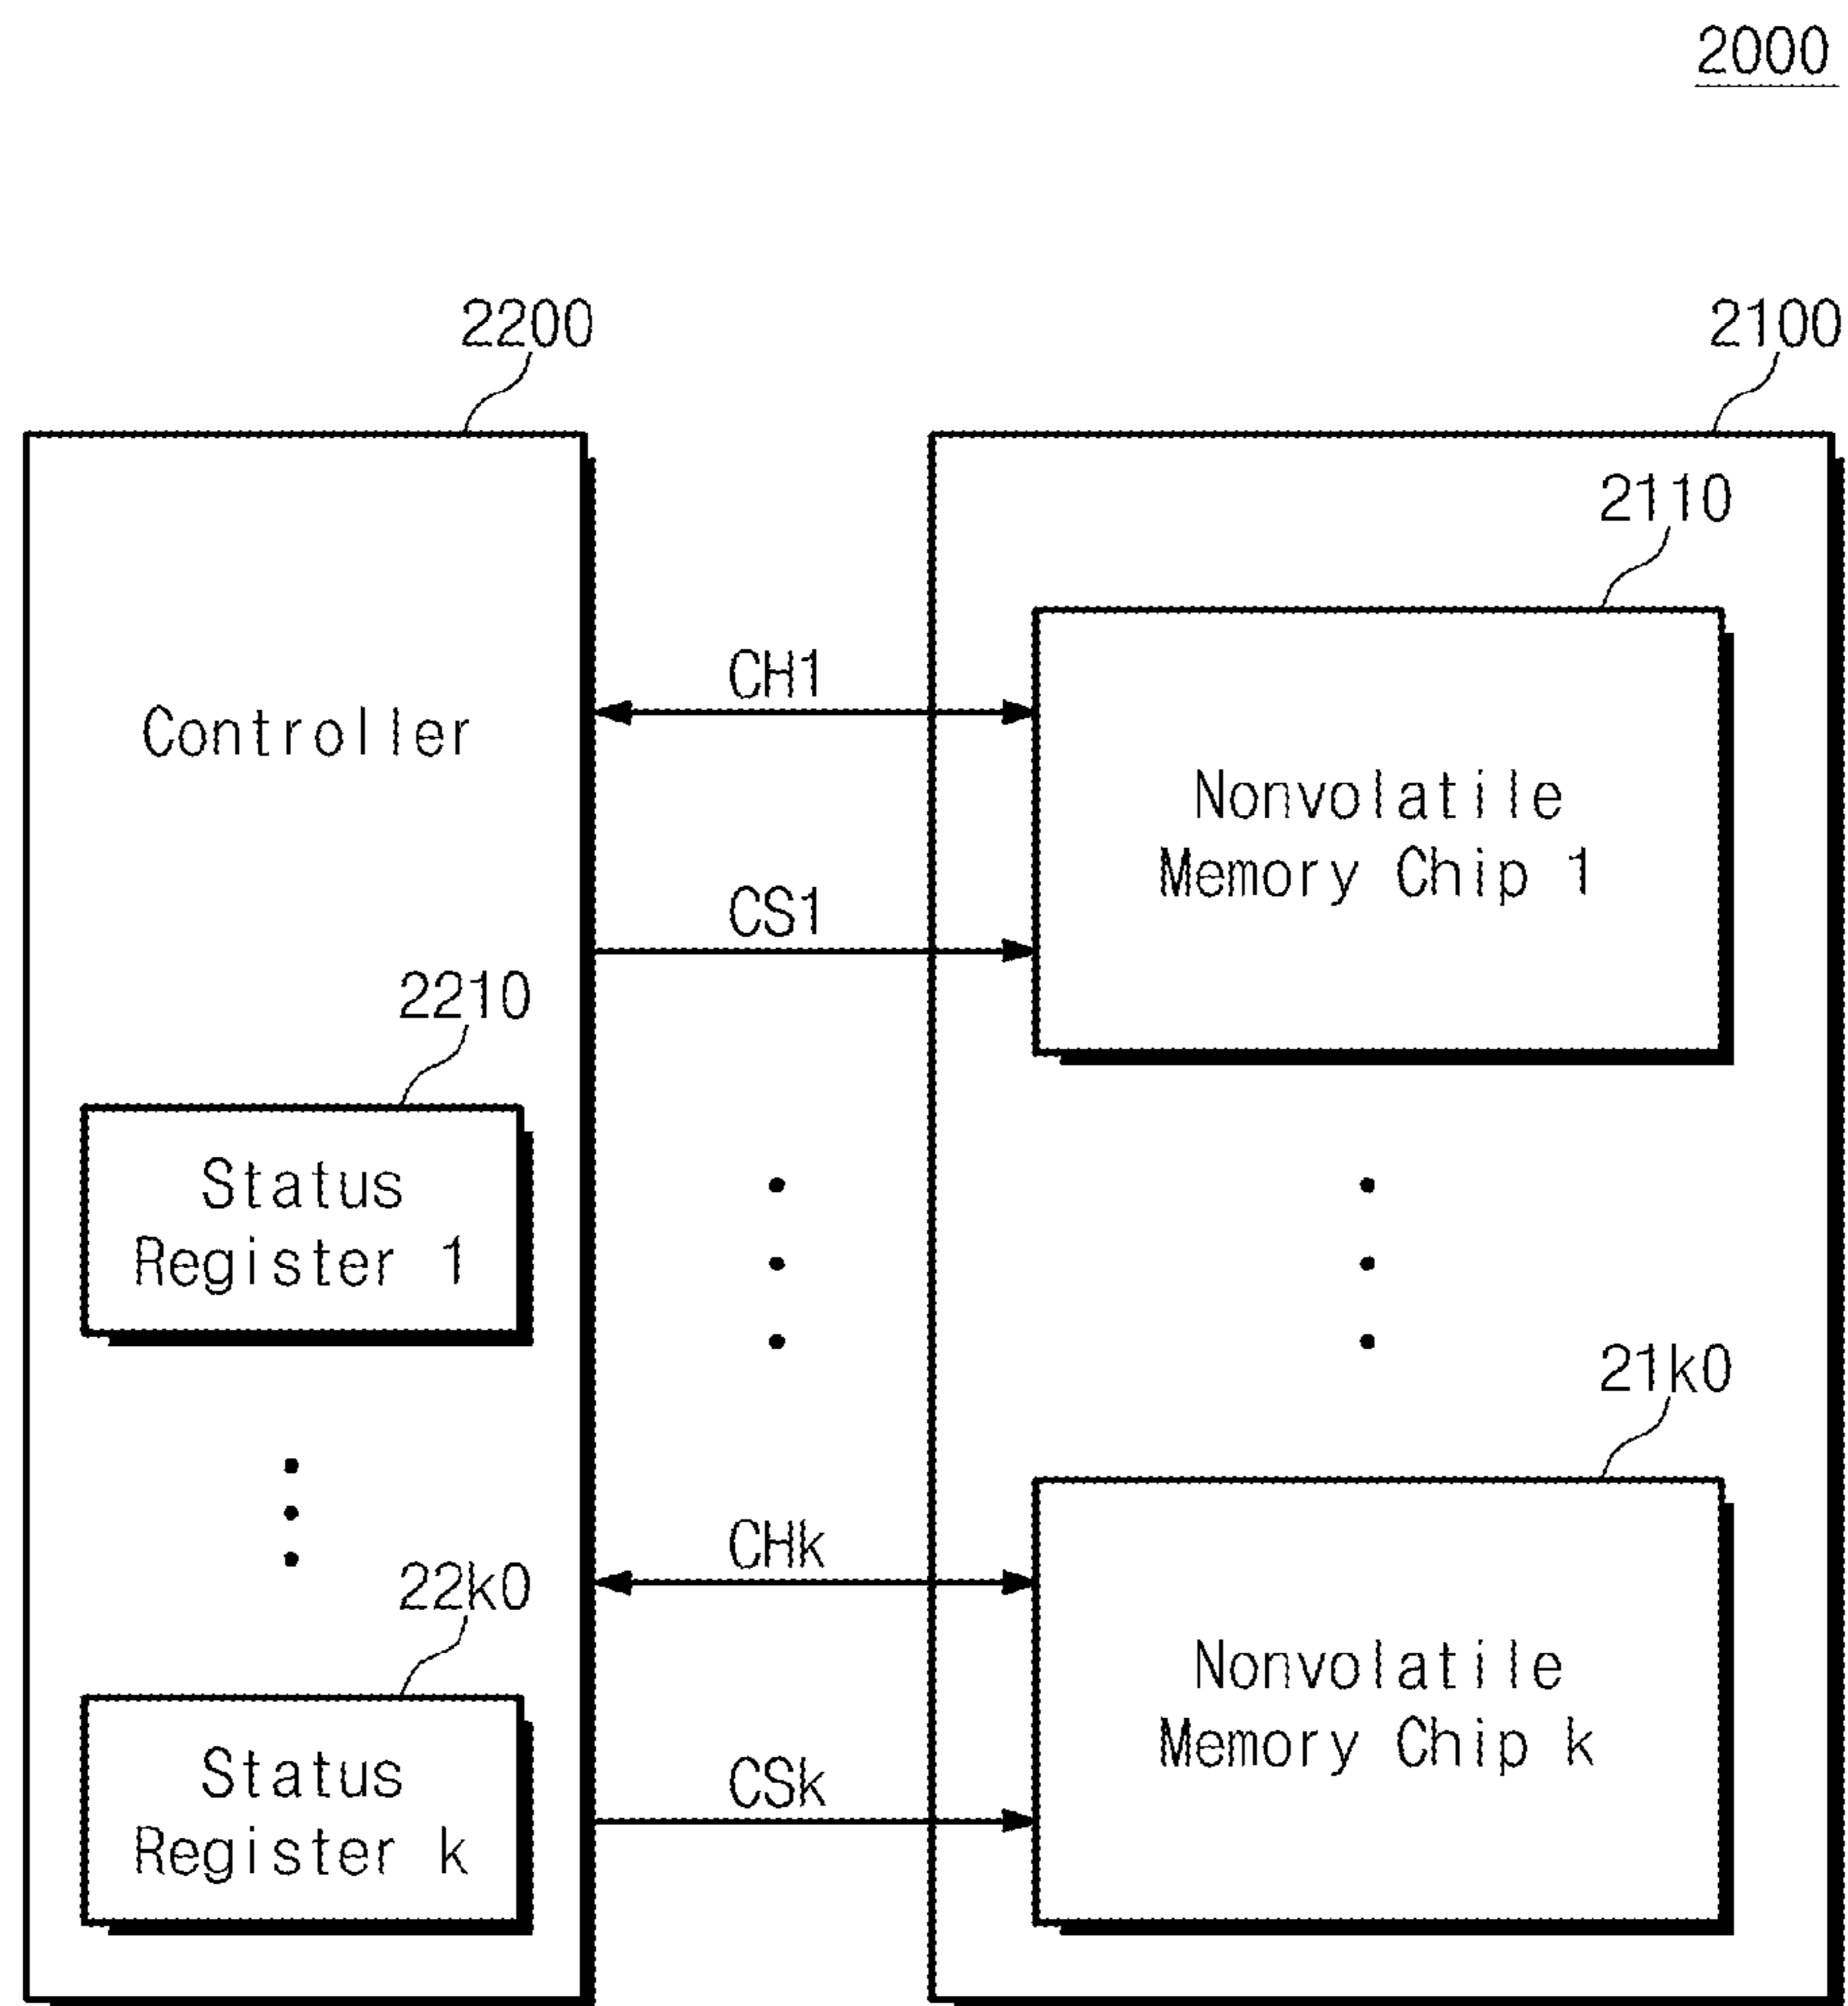 2000
2200
2100
2110
CH1
Controller
Nonvolatile
Memory Chip 1
CS1
2210
Status
Register 1
21k0
CHk
22k0
Nonvolatile
Memory Chip k
Status
Register k
CSk